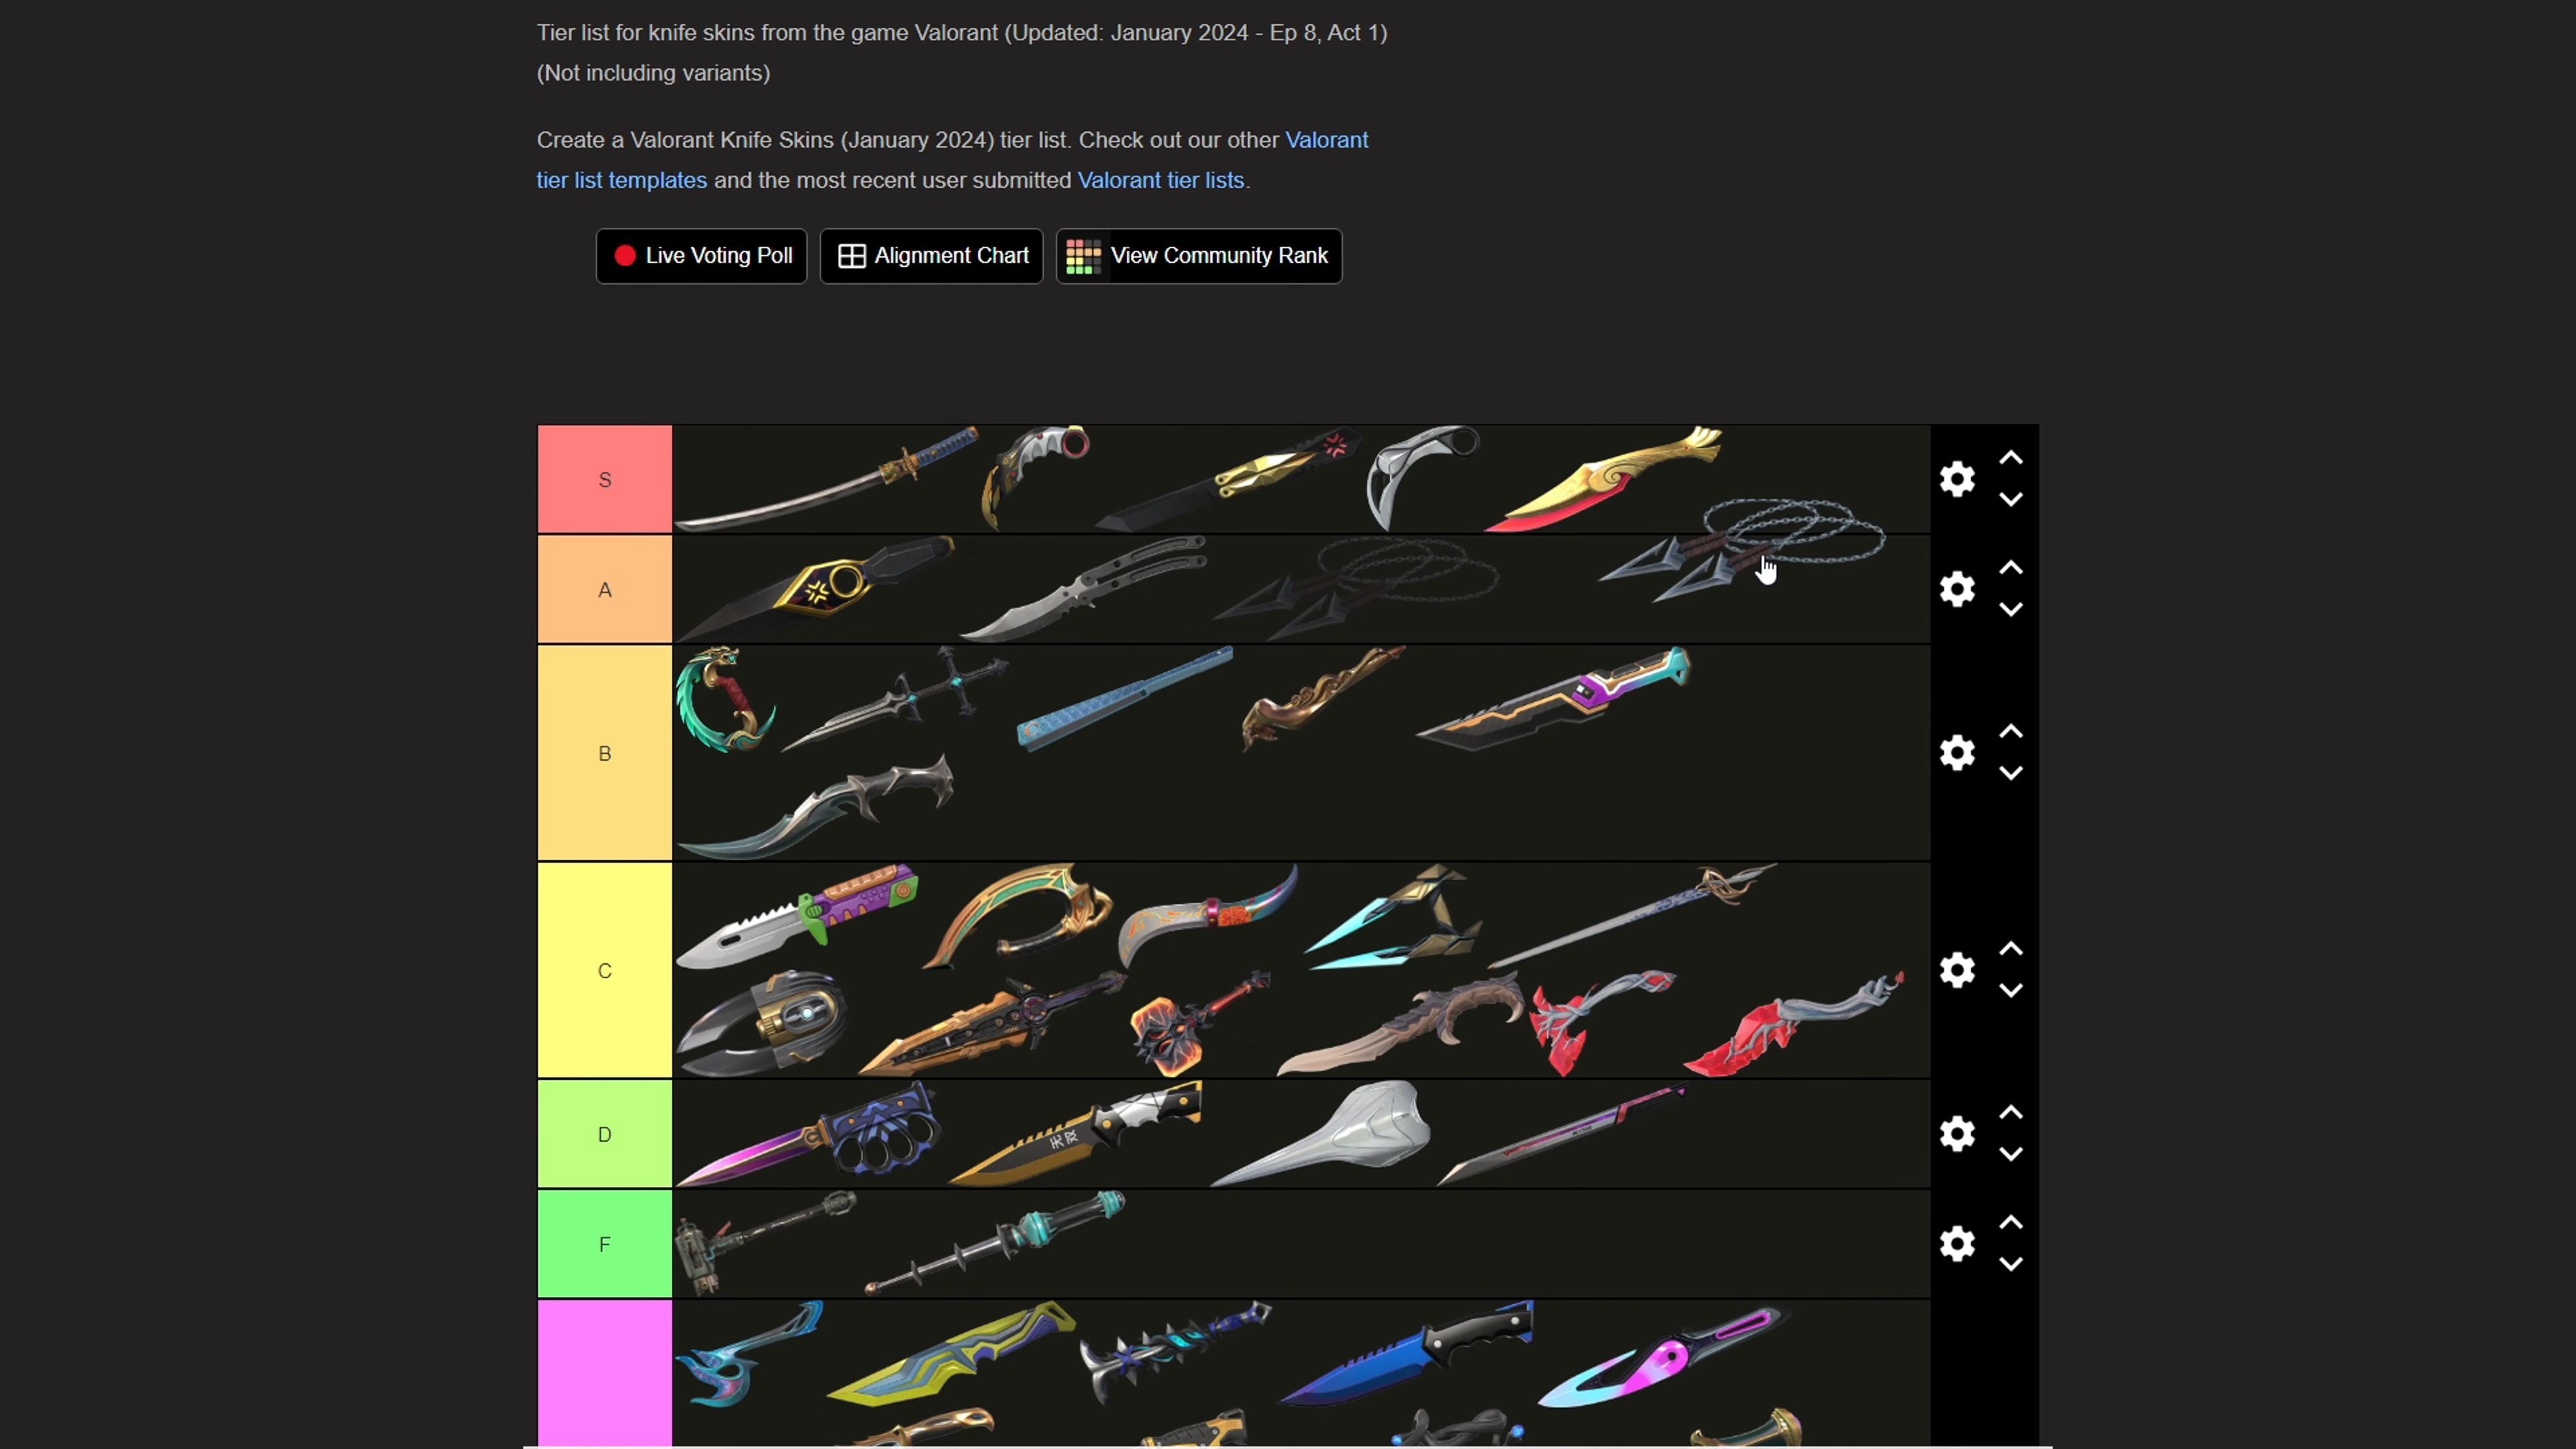 Tier list for knife skins from the game Valorant (Updated: January 2024 - Ep 8, Act 1)
(Not including variants)
Create a Valorant Knife Skins (January 2024) tier list. Check out our other Valorant
tier list templates and the most recent user submitted Valorant tier lists.
Live Voting Poll
Alignment Chart
View Community Rank
S
A
B
C
D
F